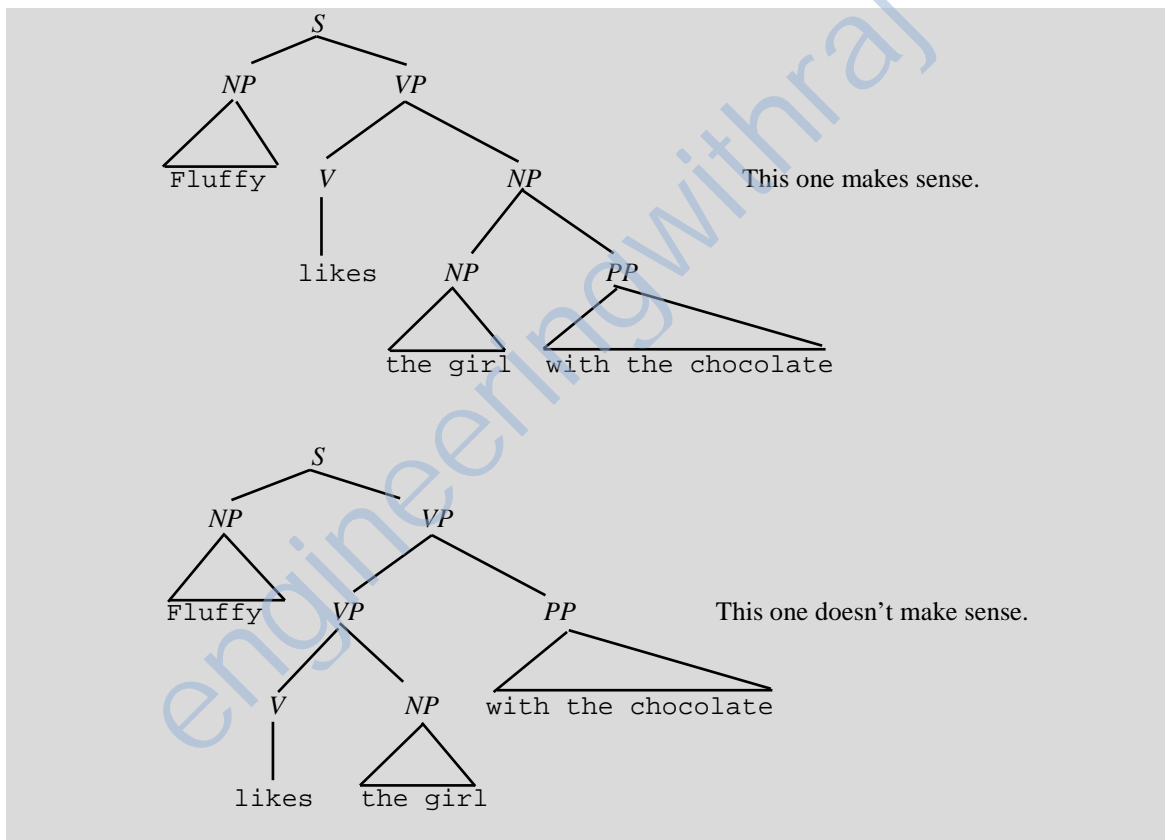 S
NP VP
Fluffy V NP This one makes sense.
likes NP PP
the girl with the chocolate
S
NP VP
Fluffy VP PP This one doesn't make sense.
V NP with the chocolate
likes the girl
engineeringwithraj